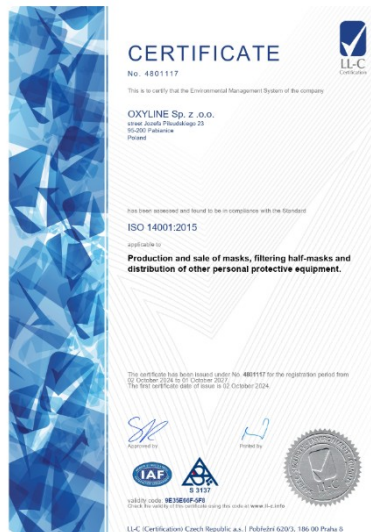 CERTIFICATE
LL-C
Certification
No. 4801117
This is to certify that the Environmental Management System of the company
OXYLINE Sp. z .o.o.
street Jozefa Pilsudskiego 23
95-200 Pabianice
Poland
has been assessed and found to be in compliance with the Standard
ISO 14001:2015
applicable to
Production and sale of masks, filtering half-masks and
distribution of other personal protective equipment.
The certificate has been issued under No. 4801117 for the registration period from
02 October 2024 to 01 October 2027.
The first certificate date of issue is 02 October 2024.
Approved by
Printed by
IAF
S 3137
validity code
Check the validity of the certificate using this code at www.ll-c.info
LL-C (Certification) Czech Republic a.s. | Pobřežní 620/3, 186 00 Praha 8